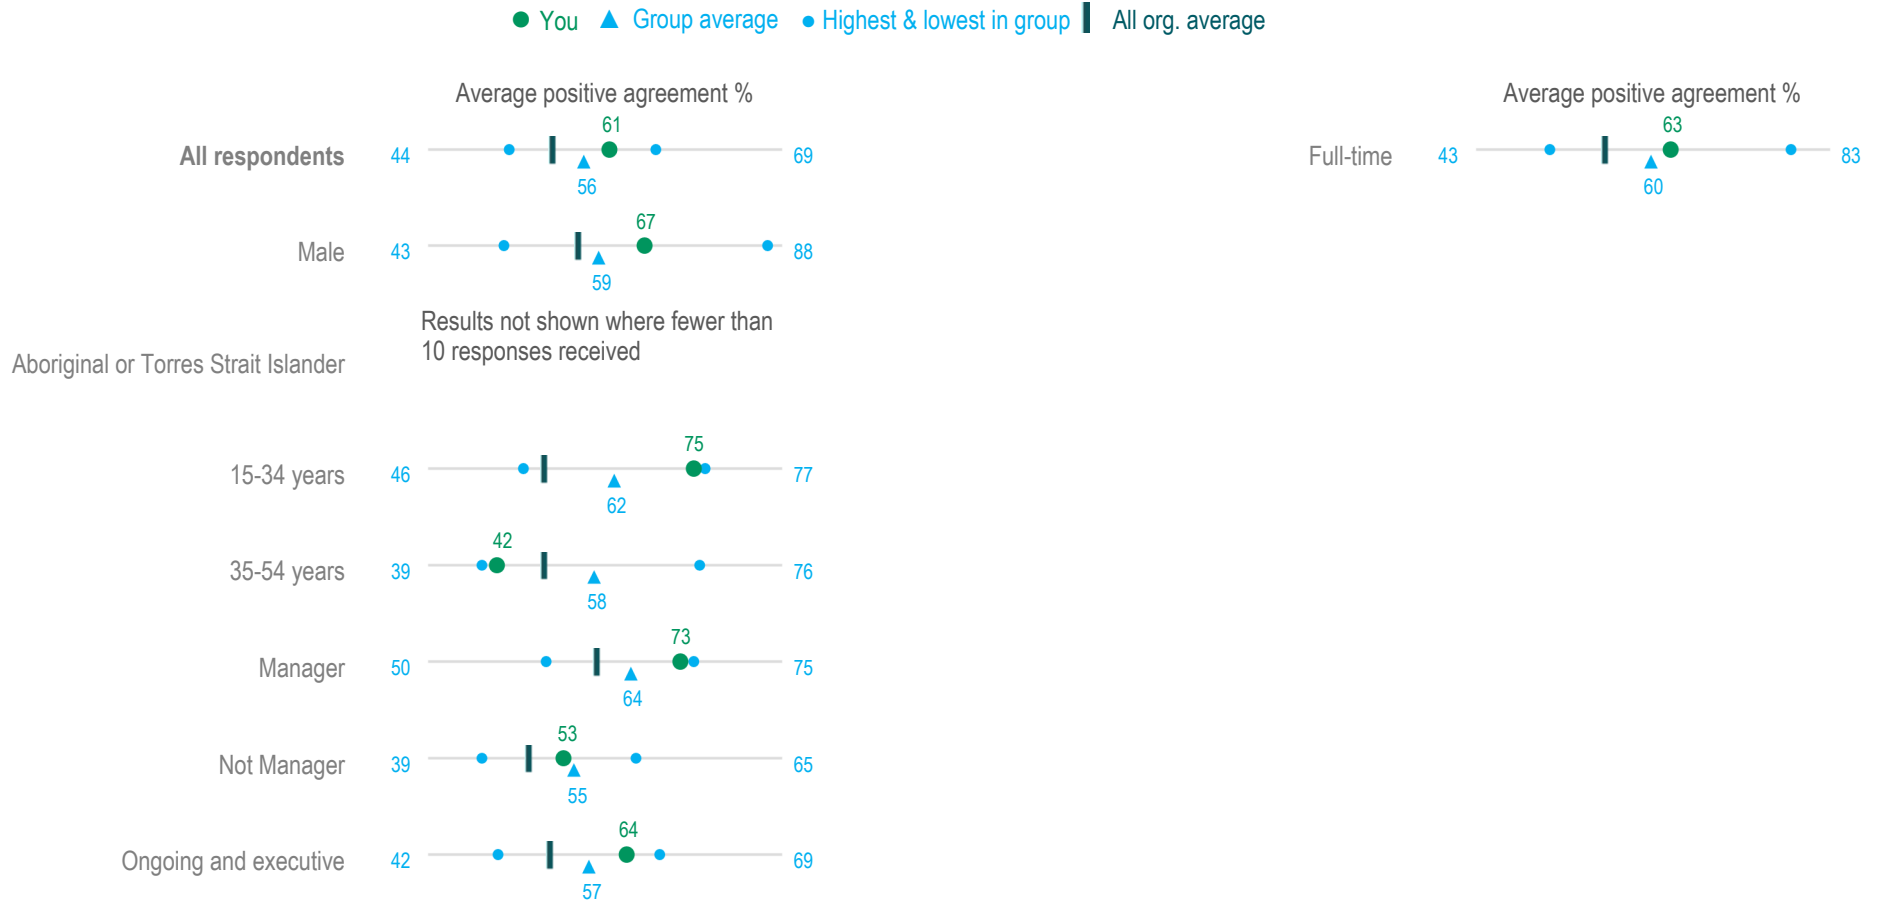 You Group average Highest & lowest in group All org. average
Average positive agreement %
61
All respondents 44 69
56
67
Male 43 88
59
Results not shown where fewer than
10 responses received
Aboriginal or Torres Strait Islander
75
15-34 years 46 77
62
42
35-54 years 39 76
58
73
Manager 50 75
64
53
Not Manager 39 65
55
64
Ongoing and executive 42 69
57
Average positive agreement %
63
Full-time 43 83
60